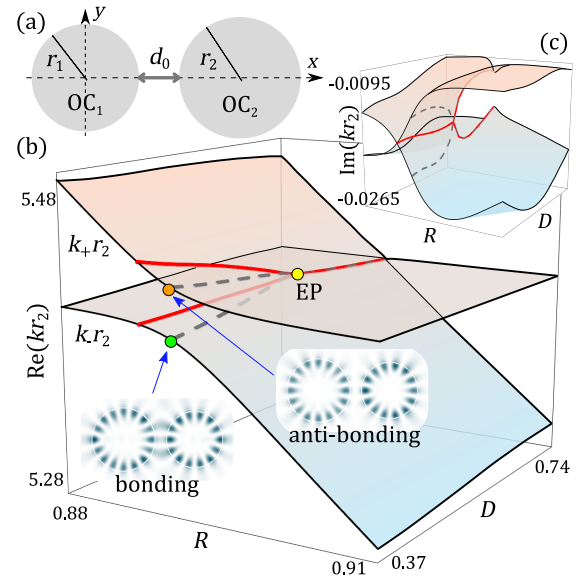 (a)
y
r₁
d₀
r₂
x
OC₁
OC₂
(c)
-0.0095
Im(kr₂)
-0.0265
R
D
(b)
5.48
k₊r₂
EP
k₋r₂
Re(kr₂)
anti-bonding
bonding
5.28
0.88
R
0.91
0.37
D
0.74